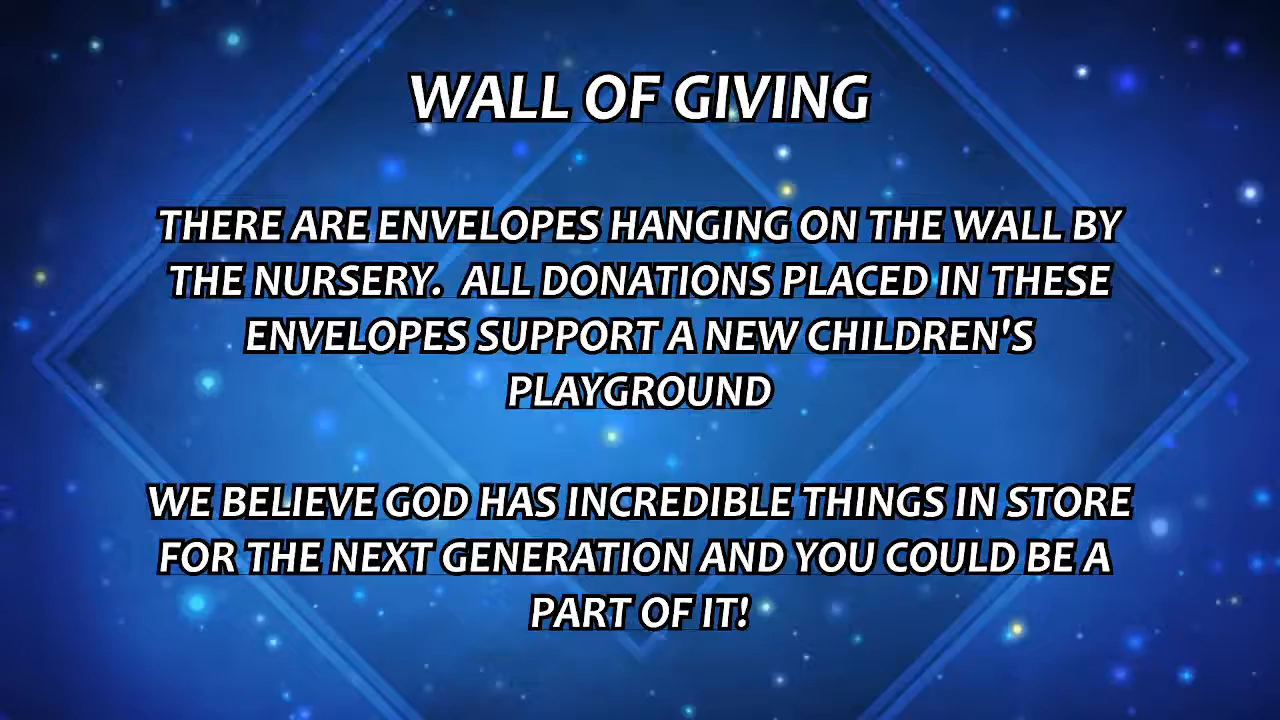 WALL OF GIVING
THERE ARE ENVELOPES HANGING ON THE WALL BY
THE NURSERY.  ALL DONATIONS PLACED IN THESE
ENVELOPES SUPPORT A NEW CHILDREN'S
PLAYGROUND
WE BELIEVE GOD HAS INCREDIBLE THINGS IN STORE
FOR THE NEXT GENERATION AND YOU COULD BE A
PART OF IT!